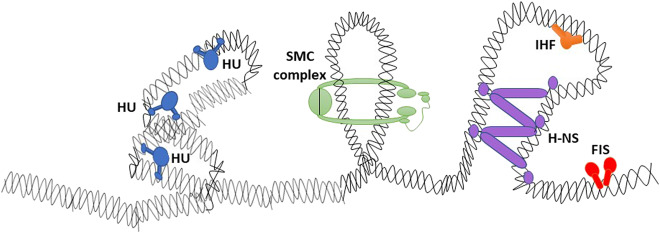 HU
HU
HU
SMC
complex
IHF
H-NS
FIS